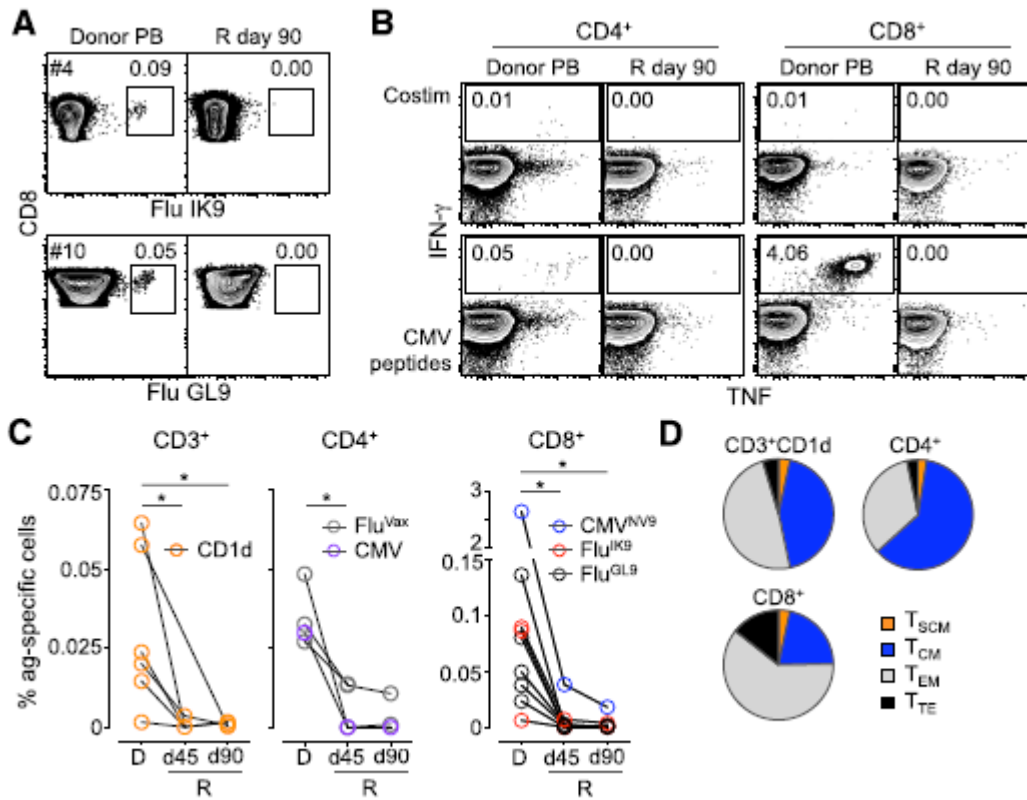 A
Donor PB R day 90
#4 0.09 0.00
Flu IK9
CD8
#10 0.05 0.00
Flu GL9
B
CD4+ CD8+
Donor PB R day 90 Donor PB R day 90
Costim 0.01 0.00 0.01 0.00
IFN-γ
0.05 0.00 4.06 0.00
CMV
peptides
TNF
C
CD3+ CD4+ CD8+
% ag-specific cells
0.075
0.05
0.025
0
* *
CD1d
D d45 d90
R
*
FluVax
CMV
D d45 d90
R
3
2
0.15
0.1
0.05
0
* *
CMVNV9
FluIK9
FluGL9
D d45 d90
R
D
CD3+CD1d CD4+
CD8+
TSCM
TCM
TEM
TTE